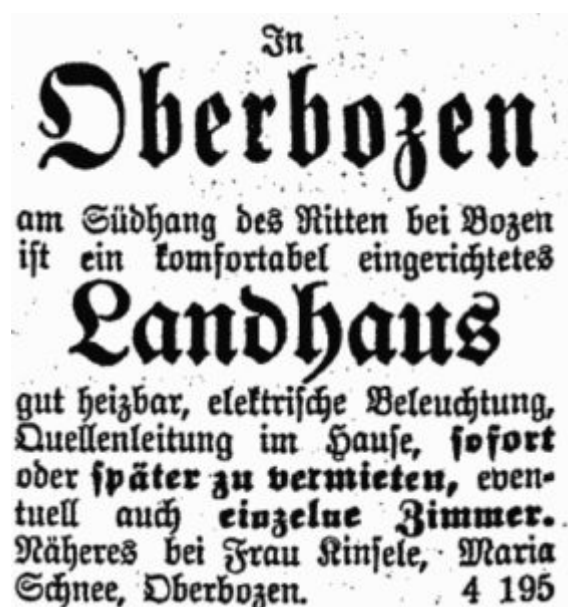 In
Oberbozen
am Südhang des Ritten bei Bozen
ist ein komfortabel eingerichtetes
Landhaus
gut heizbar, elektrische Beleuchtung,
Quellenleitung im Hause, sofort
oder später zu vermieten, even-
tuell auch einzelne Zimmer.
Näheres bei Frau Kinsele, Maria
Schnee, Oberbozen. 4 195